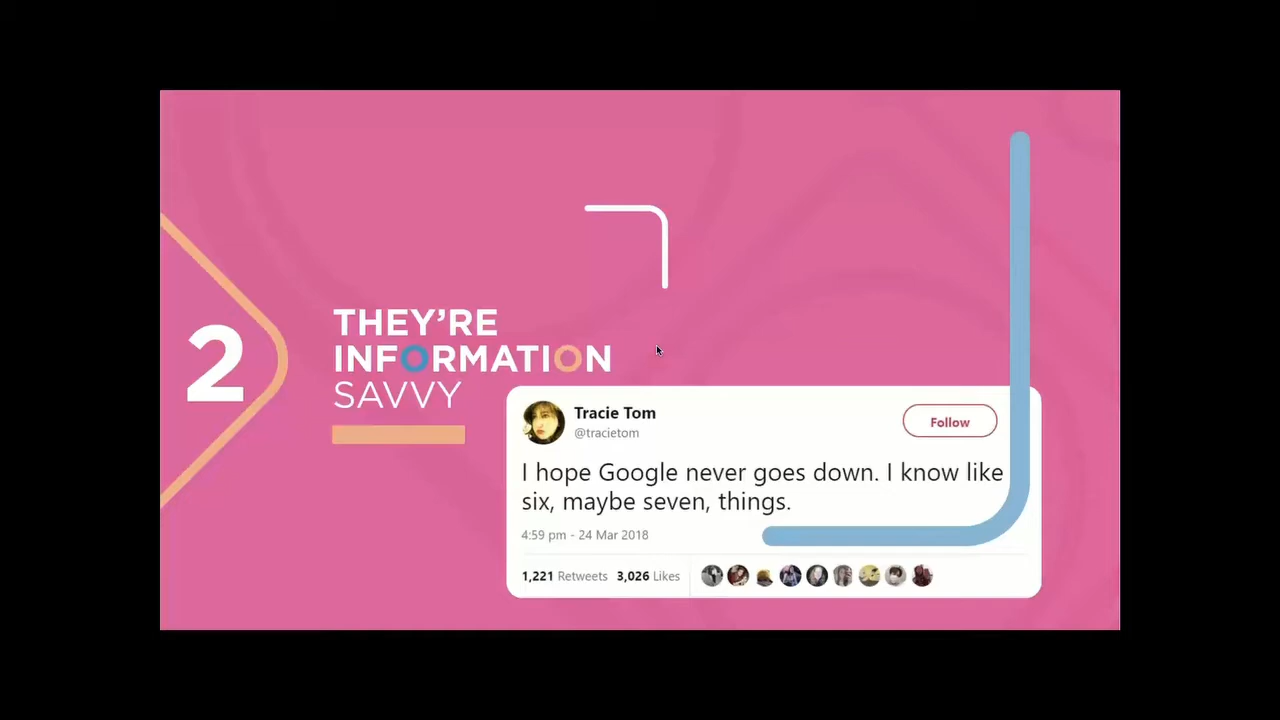 2
THEY'RE
INFORMATION
SAVVY
Tracie Tom
@tracietom
Follow
I hope Google never goes down. I know like
six, maybe seven, things.
4:59 pm - 24 Mar 2018
1,221 Retweets 3,026 Likes